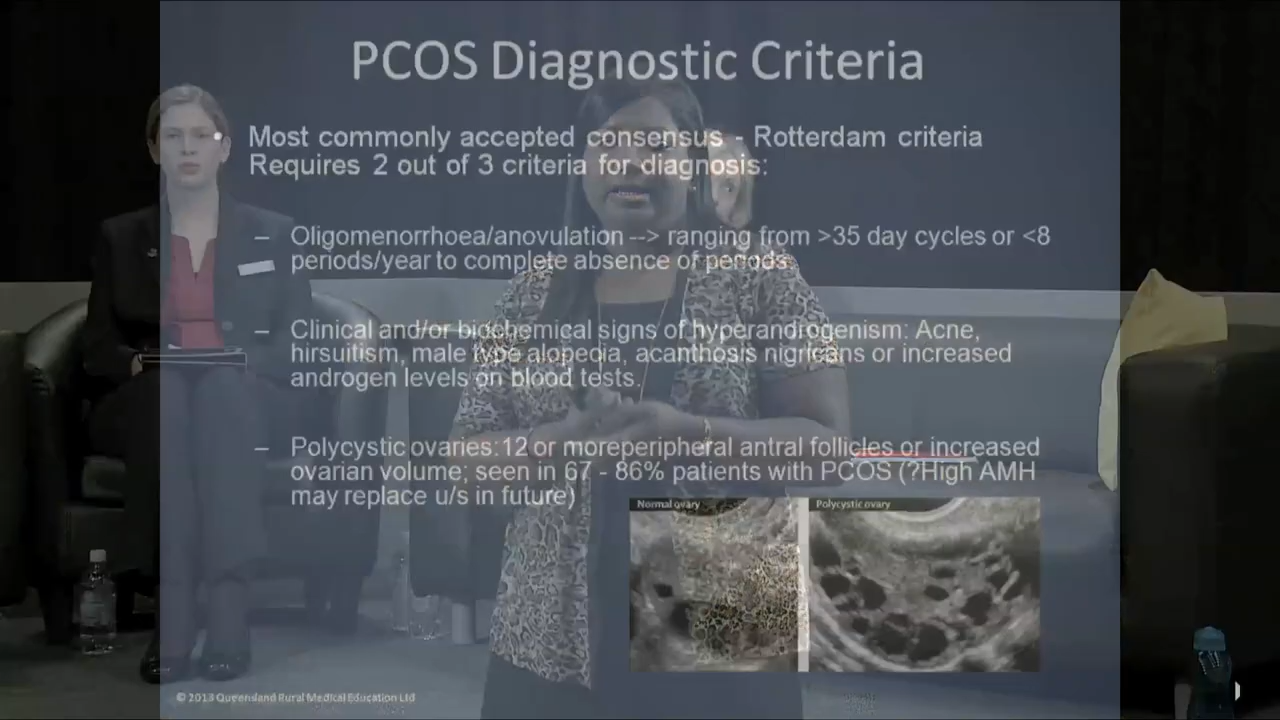 PCOS Diagnostic Criteria
• Most commonly accepted consensus - Rotterdam criteria
Requires 2 out of 3 criteria for diagnosis:
– Oligomenorrhoea/anovulation --> ranging from >35 day cycles or <8
periods/year to complete absence of periods.
– Clinical and/or biochemical signs of hyperandrogenism: Acne,
hirsuitism, male type alopecia, acanthosis nigricans or increased
androgen levels on blood tests.
– Polycystic ovaries: 12 or moreperipheral antral follicles or increased
ovarian volume; seen in 67 - 86% patients with PCOS (?High AMH
may replace u/s in future)
Normal ovary
Polycystic ovary
© 2013 Queensland Rural Medical Education Ltd